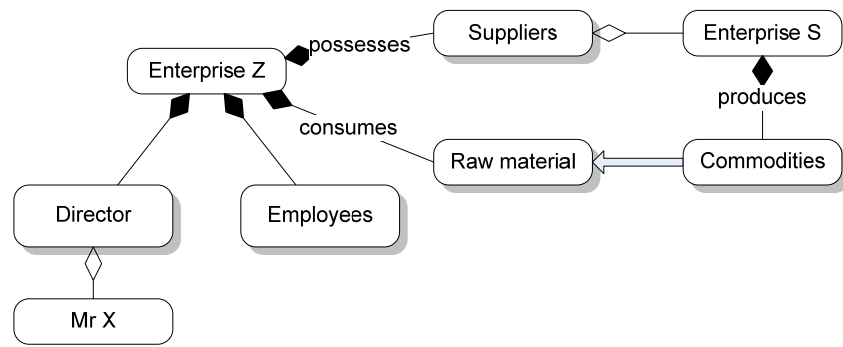 possesses
Suppliers
Enterprise S
Enterprise Z
produces
consumes
Raw material
Commodities
Director
Employees
Mr X